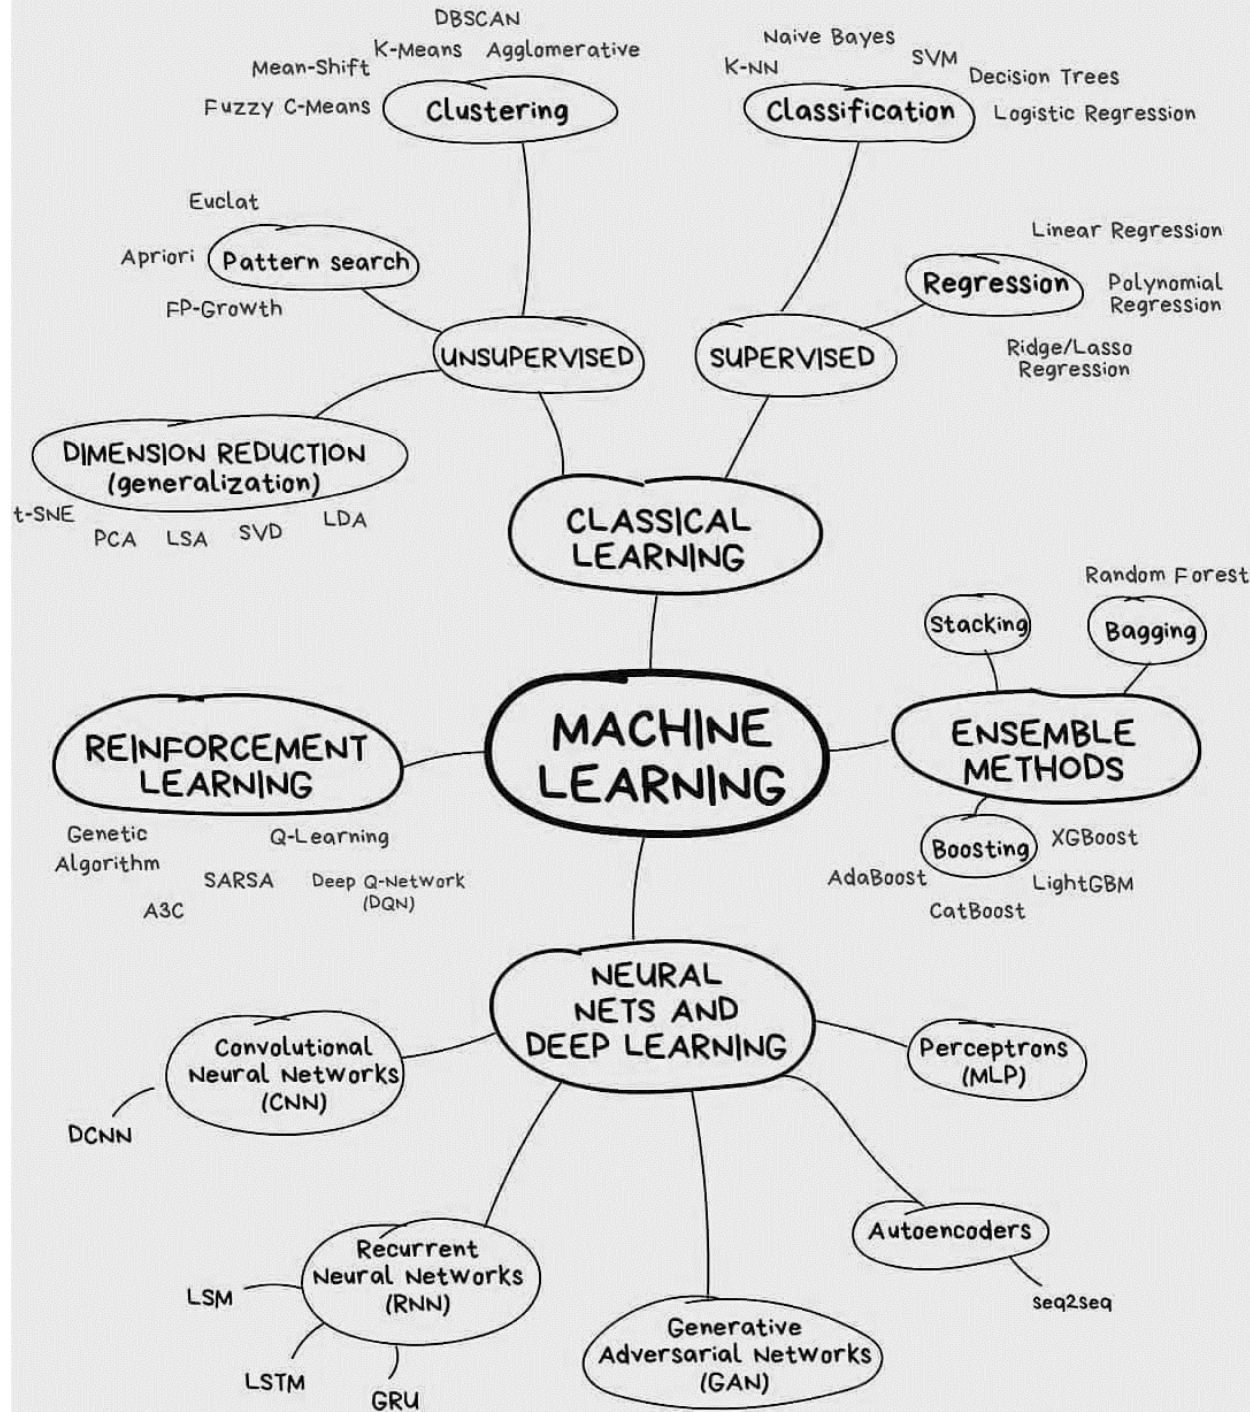 DBSCAN
K-Means
Agglomerative
Mean-Shift
Fuzzy C-Means
Clustering
Naive Bayes
K-NN
SVM
Decision Trees
Classification
Logistic Regression
Euclat
Apriori
Pattern search
FP-Growth
Linear Regression
Regression
Polynomial
Regression
Ridge/Lasso
Regression
UNSUPERVISED
SUPERVISED
DIMENSION REDUCTION
(generalization)
t-SNE
PCA
LSA
SVD
LDA
CLASSICAL
LEARNING
Random Forest
Stacking
Bagging
MACHINE
LEARNING
REINFORCEMENT
LEARNING
ENSEMBLE
METHODS
Genetic
Algorithm
Q-Learning
SARSA
Deep Q-Network
(DQN)
A3C
Boosting
XGBoost
AdaBoost
LightGBM
CatBoost
NEURAL
NETS AND
DEEP LEARNING
Convolutional
Neural Networks
(CNN)
DCNN
Perceptrons
(MLP)
Autoencoders
seq2seq
Recurrent
Neural Networks
(RNN)
LSM
LSTM
GRU
Generative
Adversarial Networks
(GAN)